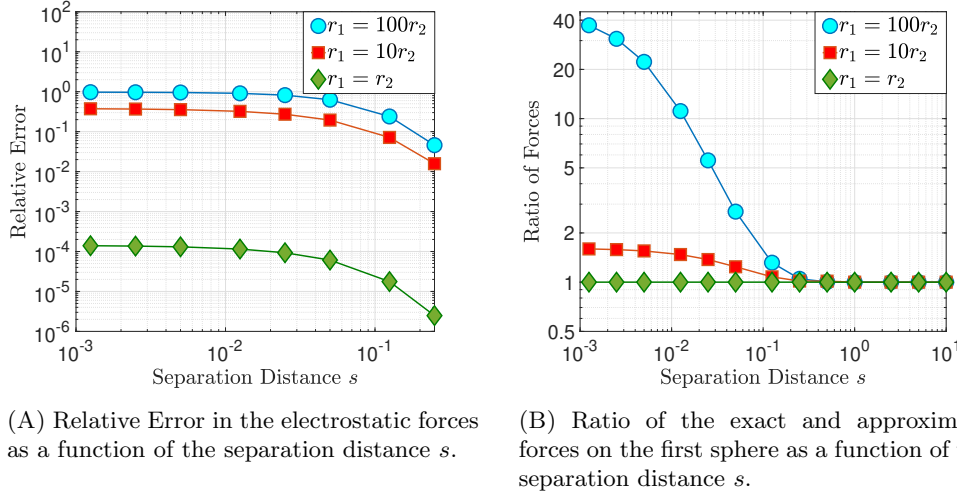 10^2
10^1
10^0
10^-1
10^-2
10^-3
10^-4
10^-5
10^-6
Relative Error
r_1 = 100r_2
r_1 = 10r_2
r_1 = r_2
10^-3
10^-2
10^-1
Separation Distance s
40
20
10
5
2
1
0.5
Ratio of Forces
r_1 = 100r_2
r_1 = 10r_2
r_1 = r_2
10^-3
10^-2
10^-1
10^0
10^1
Separation Distance s
(A) Relative Error in the electrostatic forces
as a function of the separation distance s.
(B) Ratio of the exact and approxim
forces on the first sphere as a function of
separation distance s.